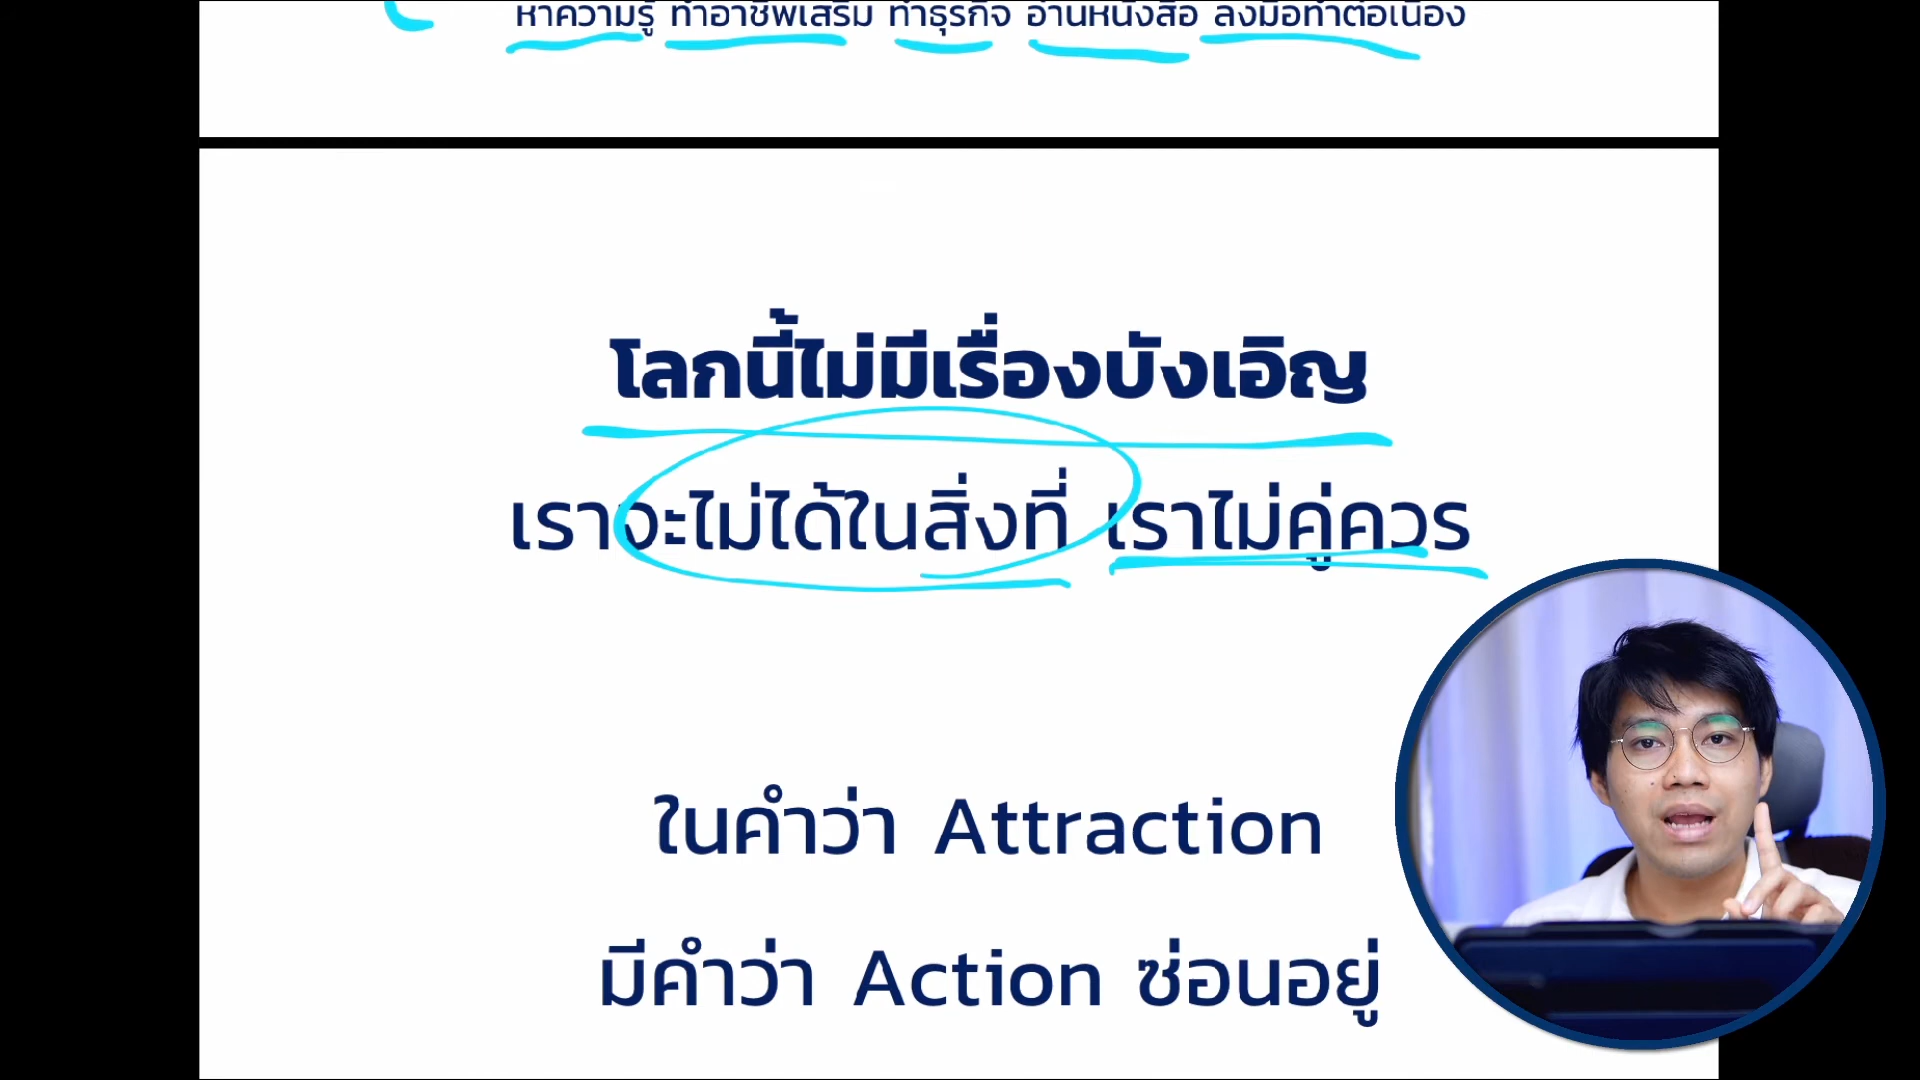 หาความรู้ ทำอาชีพเสริม ทำธุรกิจ อ่านหนังสือ ลงมือทำต่อเนื่อง
โลกนี้ไม่มีเรื่องบังเอิญ
เราจะไม่ได้ในสิ่งที่ เราไม่คู่ควร
ในคำว่า Attraction
มีคำว่า Action ซ่อนอยู่